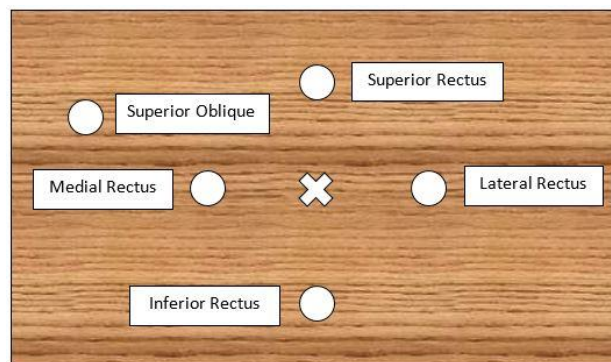 Superior Rectus
Superior Oblique
Medial Rectus
Lateral Rectus
Inferior Rectus